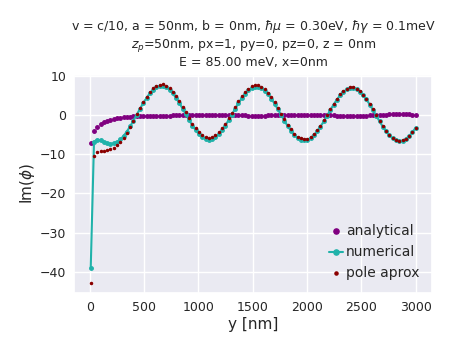 v = c/10, a = 50nm, b = 0nm, ℏμ = 0.30eV, ℏγ = 0.1meV
zₚ=50nm, px=1, py=0, pz=0, z = 0nm
E = 85.00 meV, x=0nm
10
0
−10
−20
−30
−40
Im(ϕ)
analytical
numerical
pole aprox
0 500 1000 1500 2000 2500 3000
y [nm]